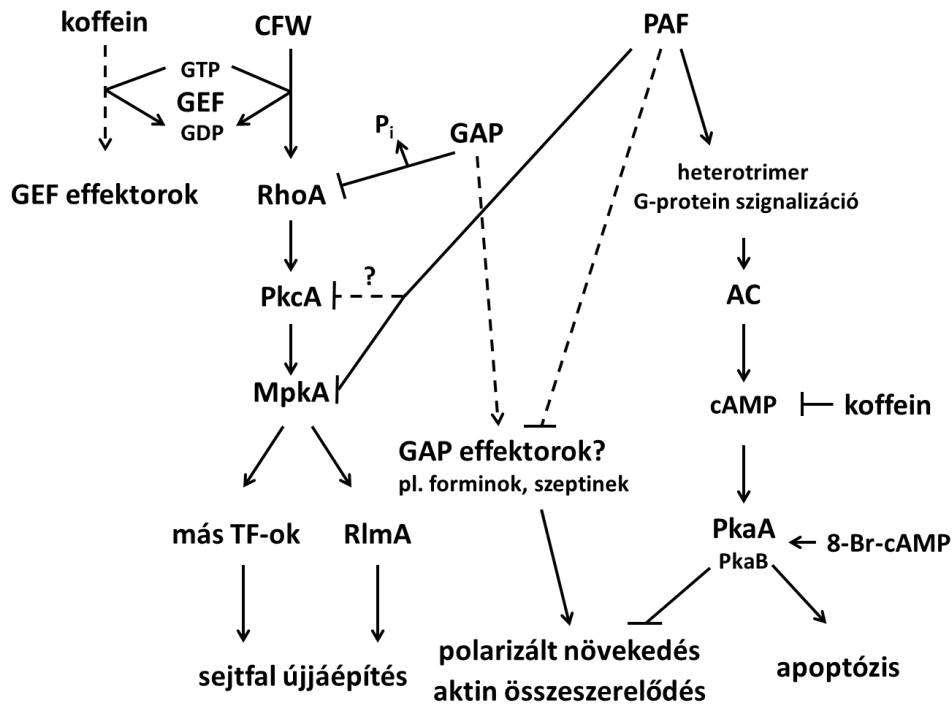 koffein
CFW
PAF
GTP
GEF
GDP
Pi
GAP
GEF effektorok
RhoA
heterotrimer
G-protein szignalizáció
?
PkcA
AC
MpkA
cAMP
koffein
GAP effektorok?
pl. forminok, szeptinek
más TF-ok
RlmA
PkaA
PkaB
8-Br-cAMP
sejtfal újjáépítés
polarizált növekedés
aktin összeszerelődés
apoptózis